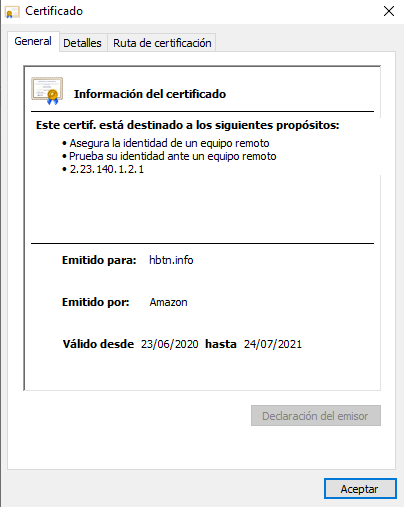 Certificado
General Detalles Ruta de certificación
Información del certificado
Este certif. está destinado a los siguientes propósitos:
• Asegura la identidad de un equipo remoto
• Prueba su identidad ante un equipo remoto
• 2.23.140.1.2.1
Emitido para: hbtn.info
Emitido por: Amazon
Válido desde 23/06/2020 hasta 24/07/2021
Declaración del emisor
Aceptar